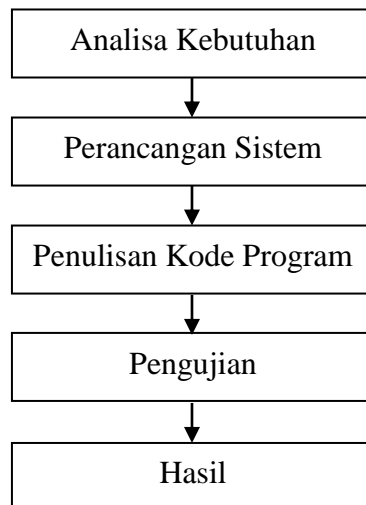 Analisa Kebutuhan
Perancangan Sistem
Penulisan Kode Program
Pengujian
Hasil